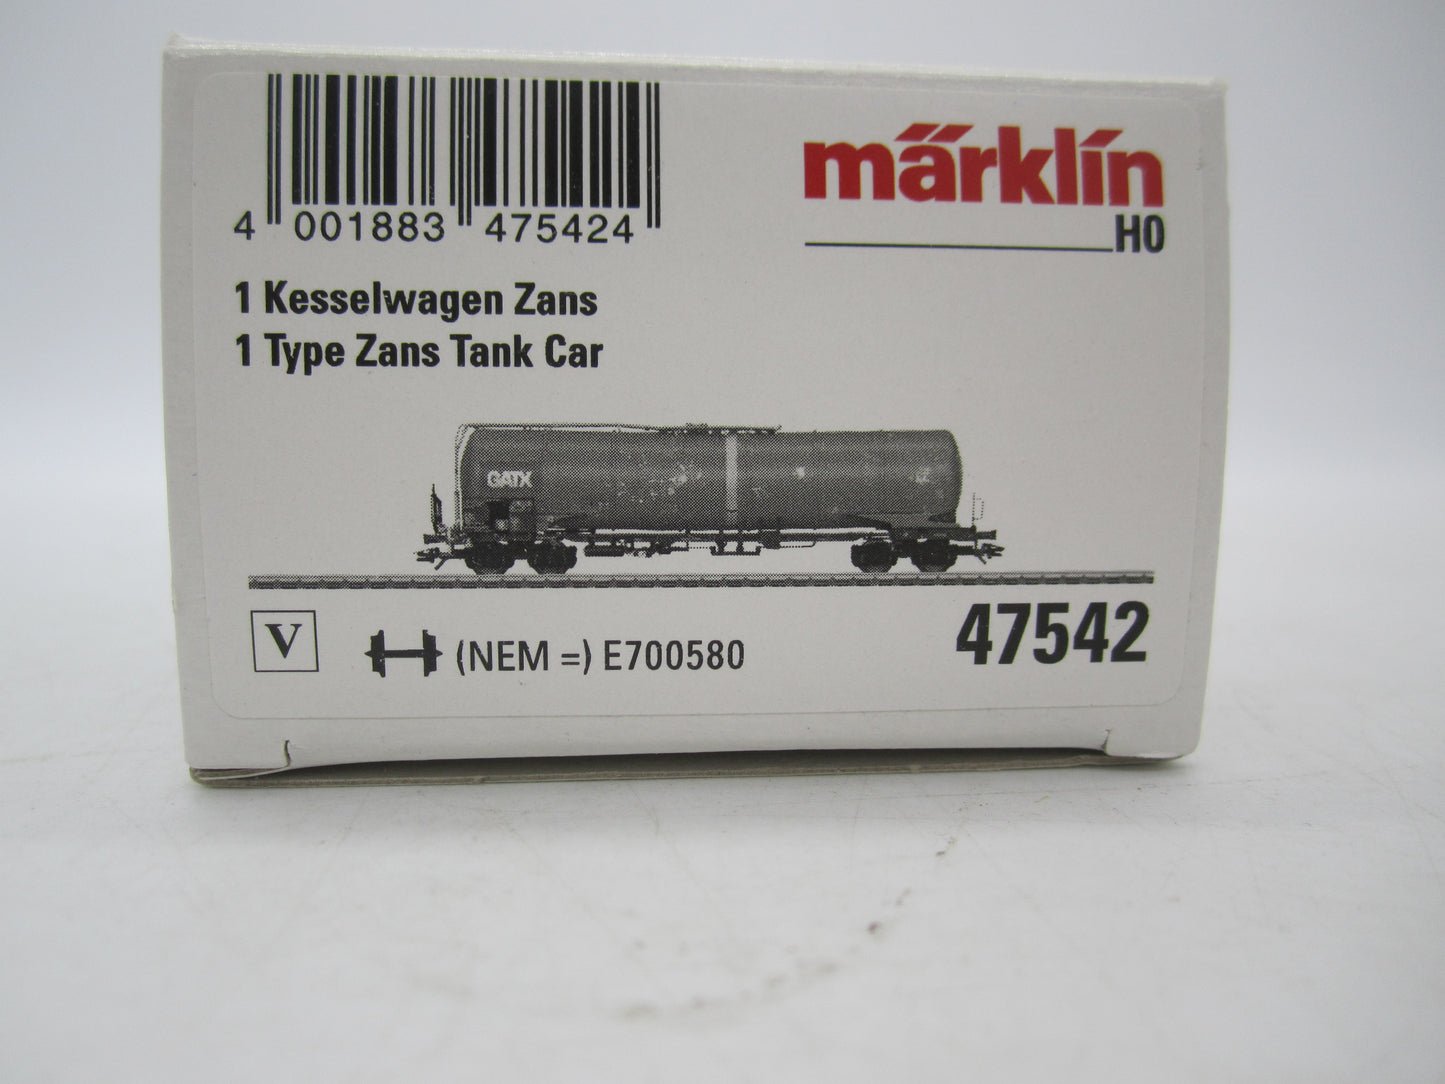 4 001883 475424
märklin
H0
1 Kesselwagen Zans
1 Type Zans Tank Car
GATX
V
(NEM =) E700580
47542